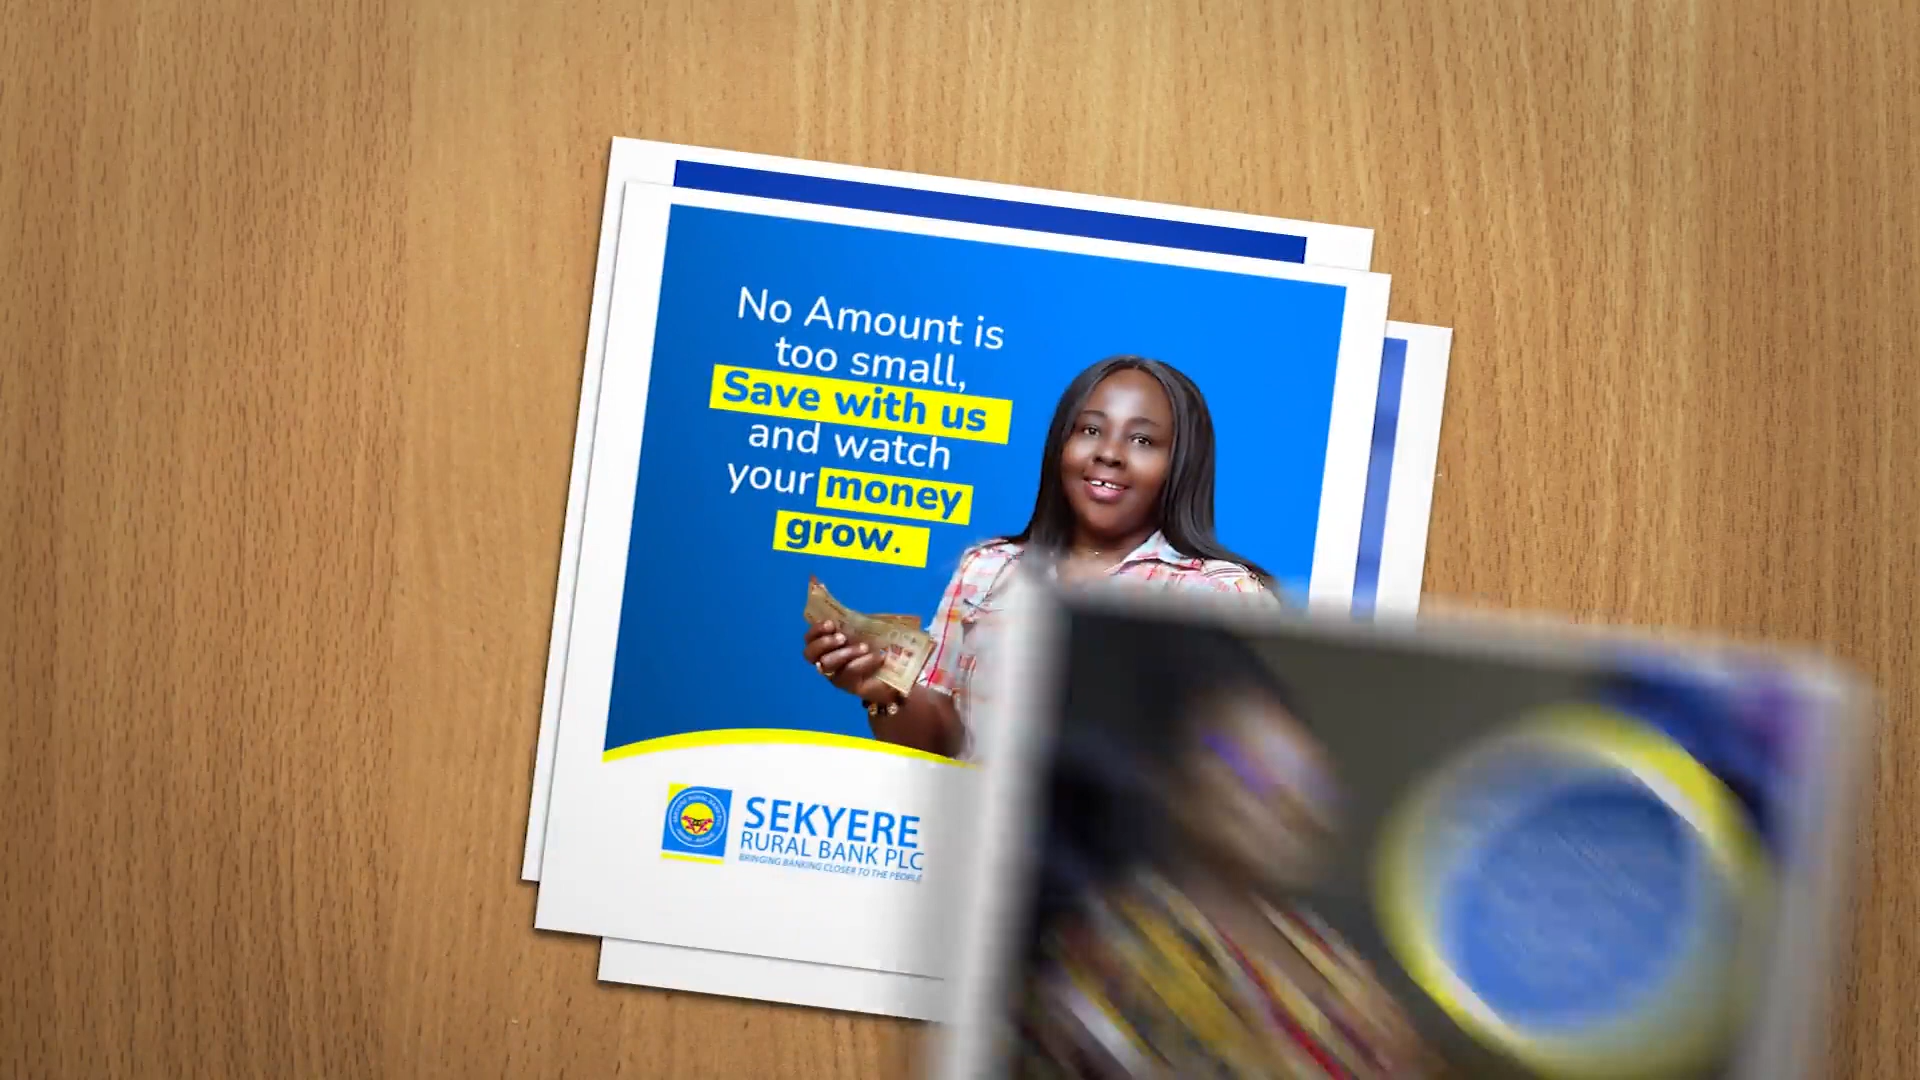 No Amount is
too small,
Save with us
and watch
your money
grow.
SEKYERE
RURAL BANK PLC
BRINGING BANKING CLOSER TO THE PEOPLE